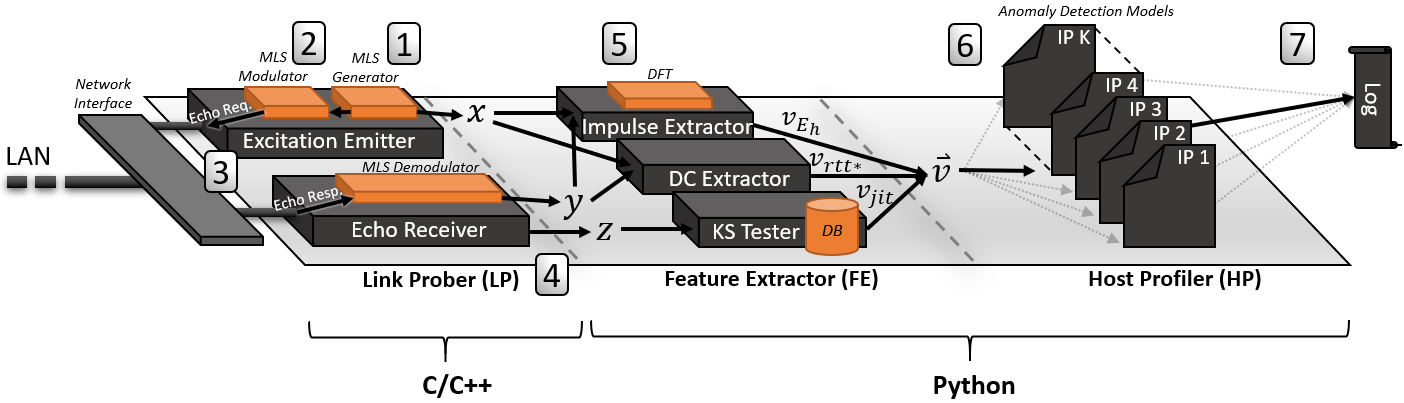 Anomaly Detection Models
2
1
5
6
7
MLS
Modulator
MLS
Generator
DFT
IP K
Network
Interface
Echo Req.
Excitation Emitter
x
Impulse Extractor
v_{E_h}
IP 4
IP 3
IP 2
IP 1
Log
LAN
3
MLS Demodulator
Echo Resp.
Echo Receiver
y
z
DC Extractor
v_{rtt*}
v_{jit}
\vec{v}
KS Tester
DB
4
Link Prober (LP)
Feature Extractor (FE)
Host Profiler (HP)
C/C++
Python